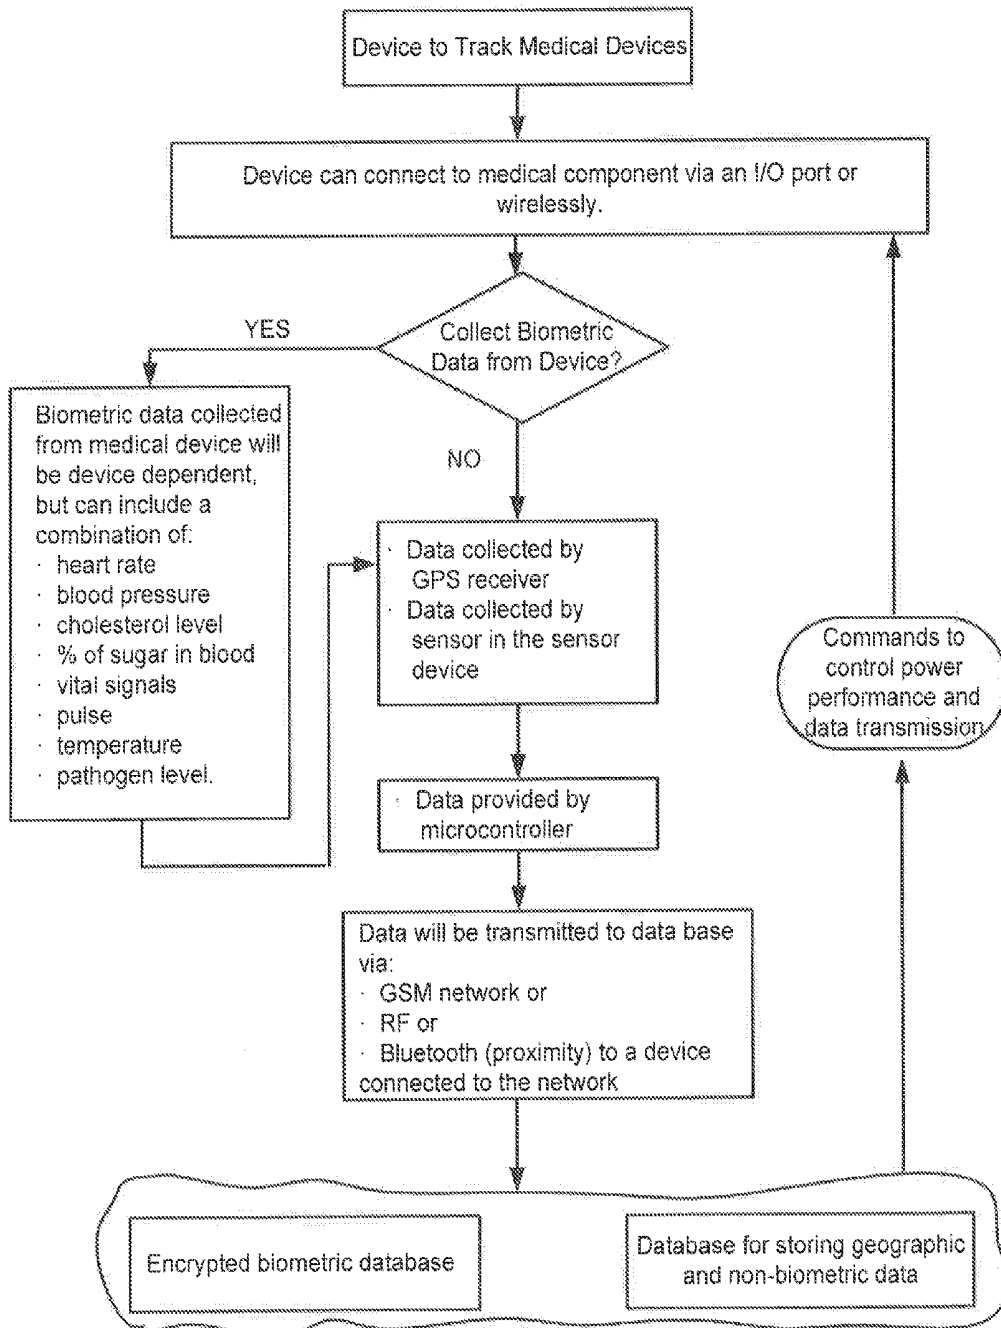 Device to Track Medical Devices
Device can connect to medical component via an I/O port or
wirelessly.
YES
Collect Biometric
Data from Device?
NO
Biometric data collected
from medical device will
be device dependent,
but can include a
combination of:
· heart rate
· blood pressure
· cholesterol level
· % of sugar in blood
· vital signals
· pulse
· temperature
· pathogen level.
· Data collected by
GPS receiver
· Data collected by
sensor in the sensor
device
Commands to
control power
performance and
data transmission
· Data provided by
microcontroller
Data will be transmitted to data base
via:
· GSM network or
· RF or
· Bluetooth (proximity) to a device
connected to the network
Encrypted biometric database
Database for storing geographic
and non-biometric data